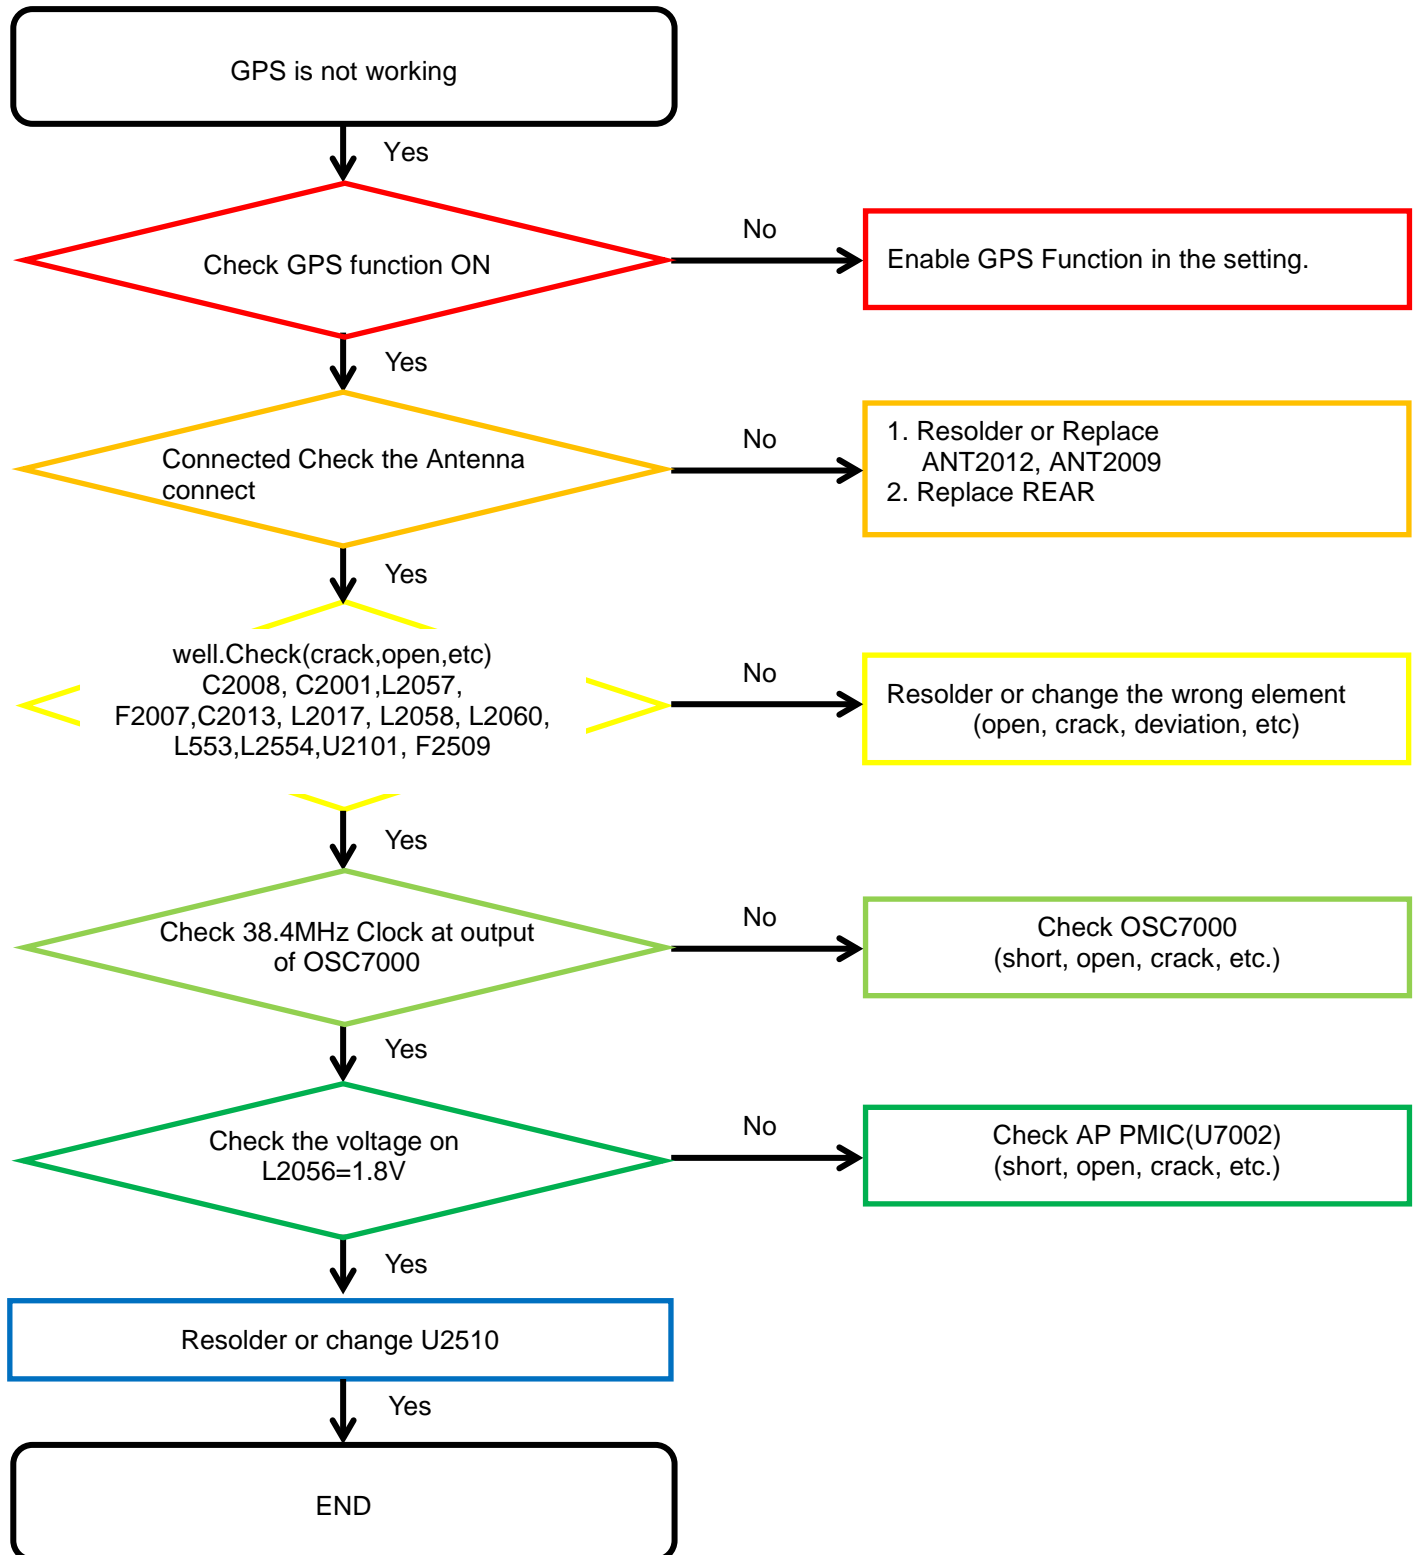 GPS is not working
Yes
Check GPS function ON
No
Enable GPS Function in the setting.
Yes
Connected Check the Antenna
connect
No
1. Resolder or Replace
ANT2012, ANT2009
2. Replace REAR
Yes
well.Check(crack,open,etc)
C2008, C2001,L2057,
F2007,C2013, L2017, L2058, L2060,
L553,L2554,U2101, F2509
No
Resolder or change the wrong element
(open, crack, deviation, etc)
Yes
Check 38.4MHz Clock at output
of OSC7000
No
Check OSC7000
(short, open, crack, etc.)
Yes
Check the voltage on
L2056=1.8V
No
Check AP PMIC(U7002)
(short, open, crack, etc.)
Yes
Resolder or change U2510
Yes
END